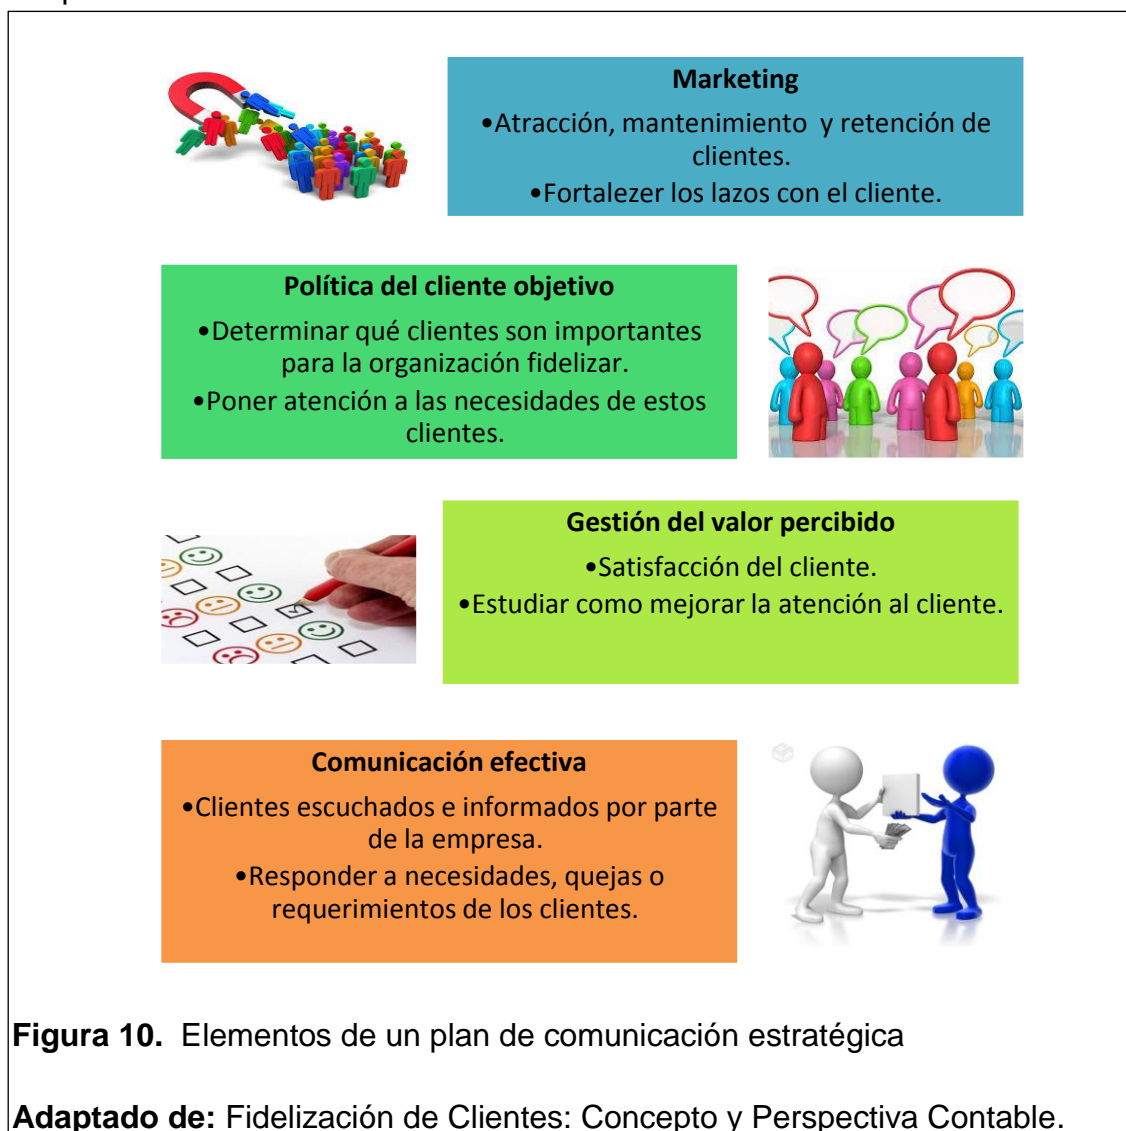 Marketing
•Atracción, mantenimiento y retención de
clientes.
•Fortalezer los lazos con el cliente.
Política del cliente objetivo
•Determinar qué clientes son importantes
para la organización fidelizar.
•Poner atención a las necesidades de estos
clientes.
Gestión del valor percibido
•Satisfacción del cliente.
•Estudiar como mejorar la atención al cliente.
Comunicación efectiva
•Clientes escuchados e informados por parte
de la empresa.
•Responder a necesidades, quejas o
requerimientos de los clientes.
Figura 10. Elementos de un plan de comunicación estratégica
Adaptado de: Fidelización de Clientes: Concepto y Perspectiva Contable.